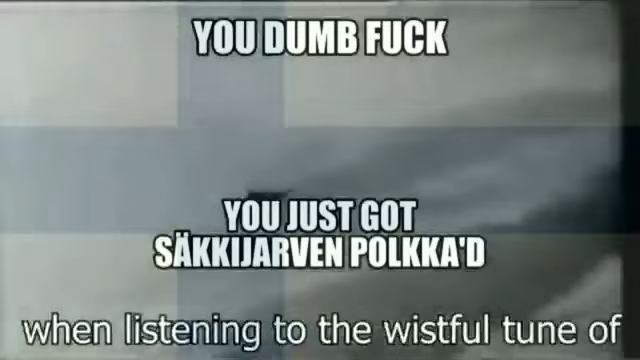 YOU DUMB FUCK
YOU JUST GOT
SÄKKIJARVEN POLKKA'D
when listening to the wistful tune of